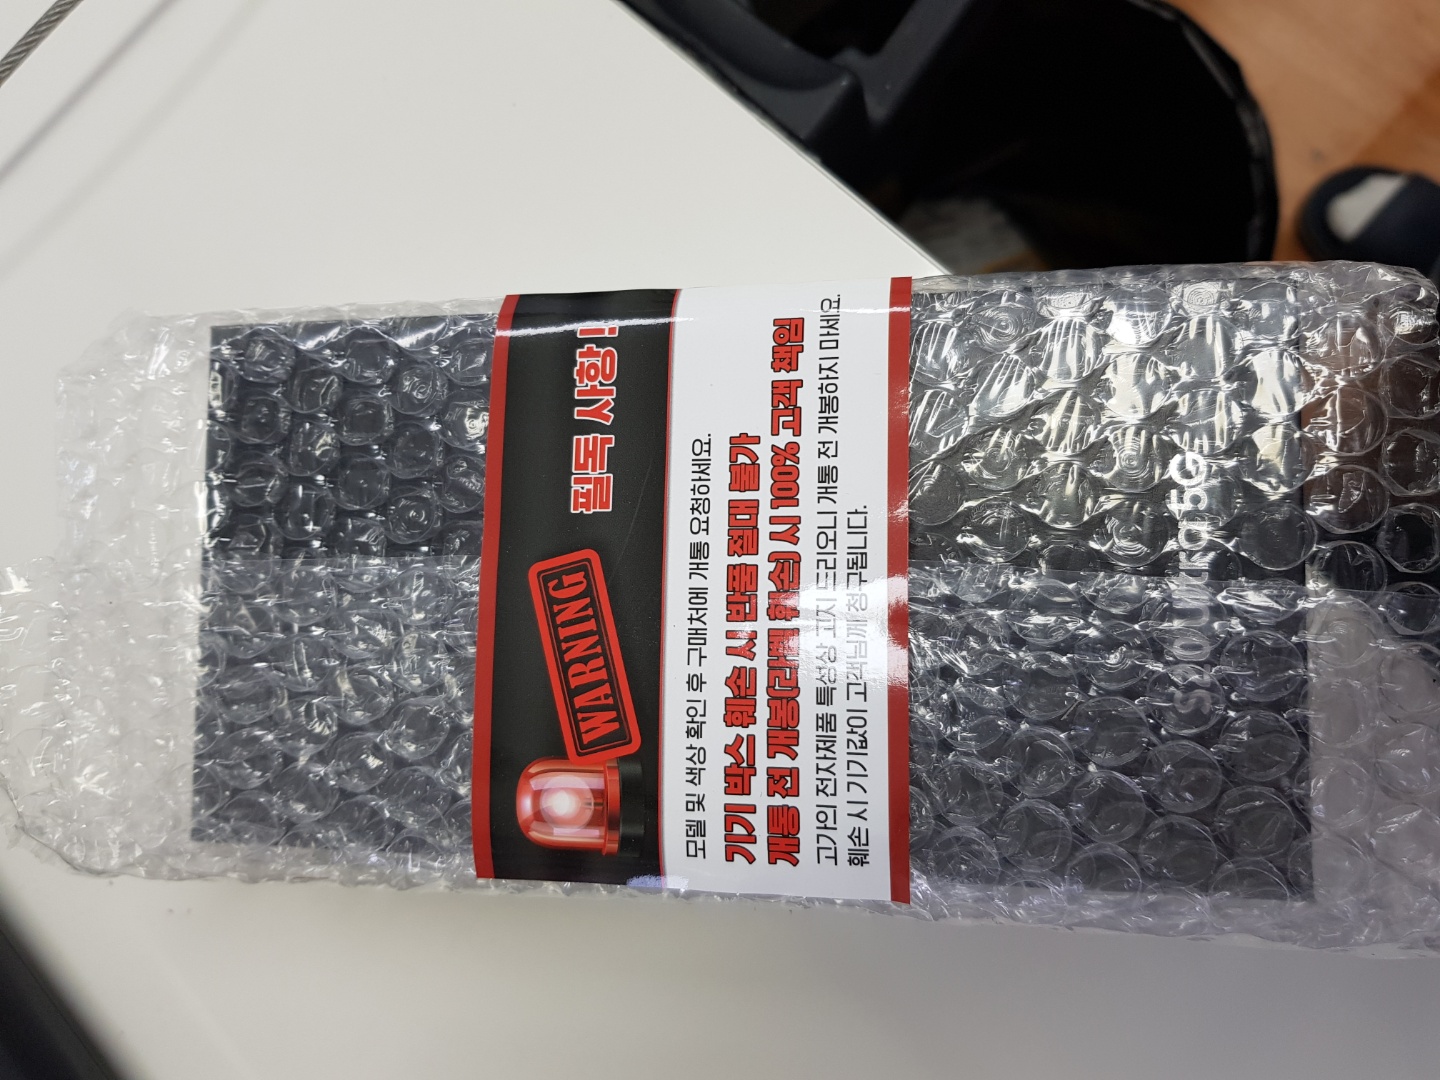 WARNING
필독 사항 !!
모델 및 색상 확인 후 구매처에 개통 요청하세요.
기기 박스 훼손 시 반품 절대 불가
개통 전 개봉(라벨 훼손) 시 100% 고객 책임
고가인 전자제품 특성상 고지 드리오니 개통 전 개봉하지 마세요.
훼손 시 기기값이 고객님께 청구됩니다.
ultra 5G